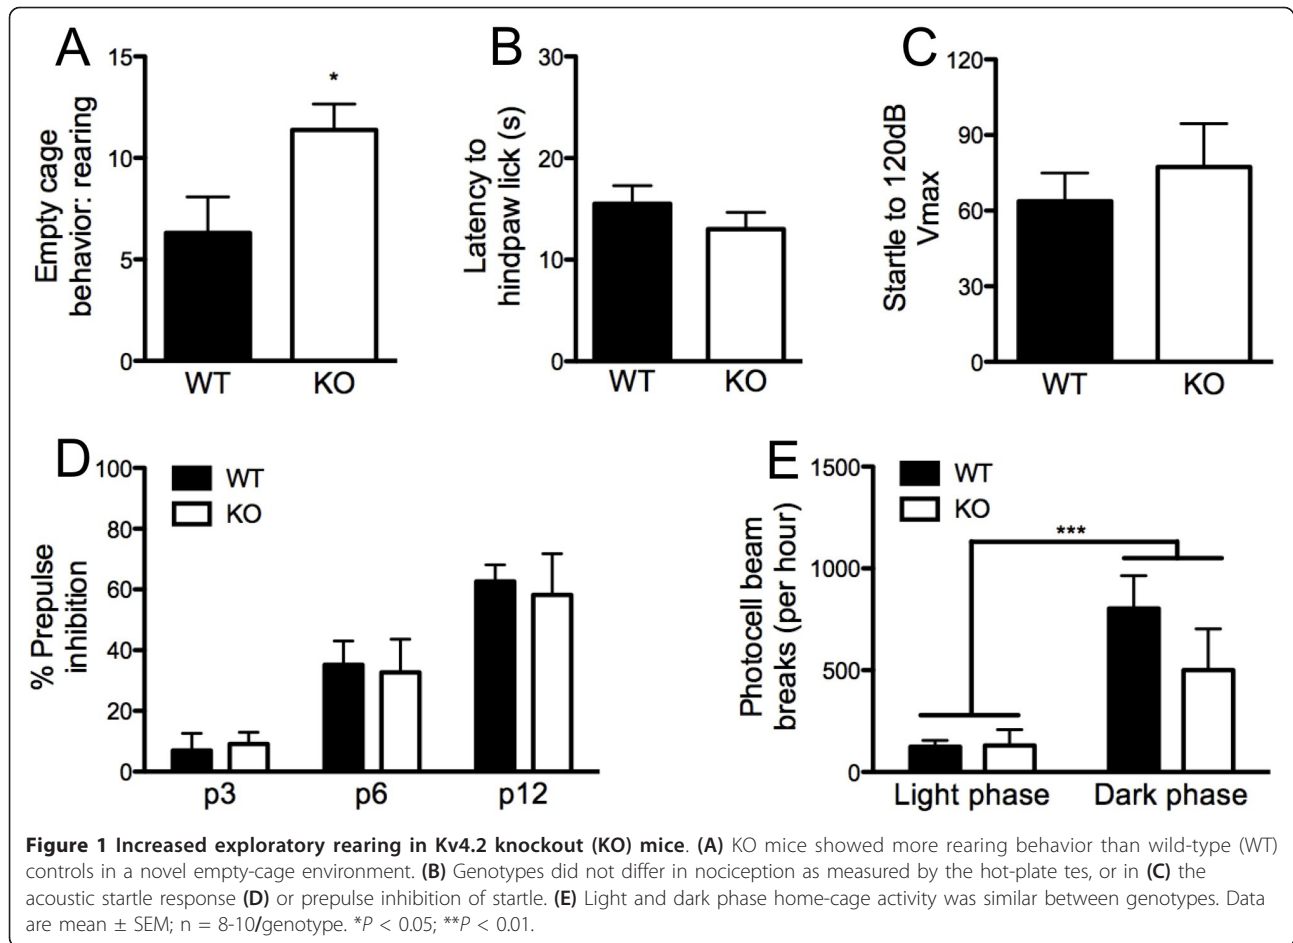 A
15
10
5
0
Empty cage
behavior: rearing
*
WT
KO
B
30
20
10
0
Latency to
hindpaw lick (s)
WT
KO
C
120
90
60
30
0
Startle to 120dB
Vmax
WT
KO
D
100
80
60
40
20
0
% Prepulse
inhibition
WT
KO
p3
p6
p12
E
1500
1000
500
0
Photocell beam
breaks (per hour)
WT
KO
***
Light phase
Dark phase
Figure 1 Increased exploratory rearing in Kv4.2 knockout (KO) mice. (A) KO mice showed more rearing behavior than wild-type (WT)
controls in a novel empty-cage environment. (B) Genotypes did not differ in nociception as measured by the hot-plate tes, or in (C) the
acoustic startle response (D) or prepulse inhibition of startle. (E) Light and dark phase home-cage activity was similar between genotypes. Data
are mean ± SEM; n = 8-10/genotype. *P < 0.05; **P < 0.01.